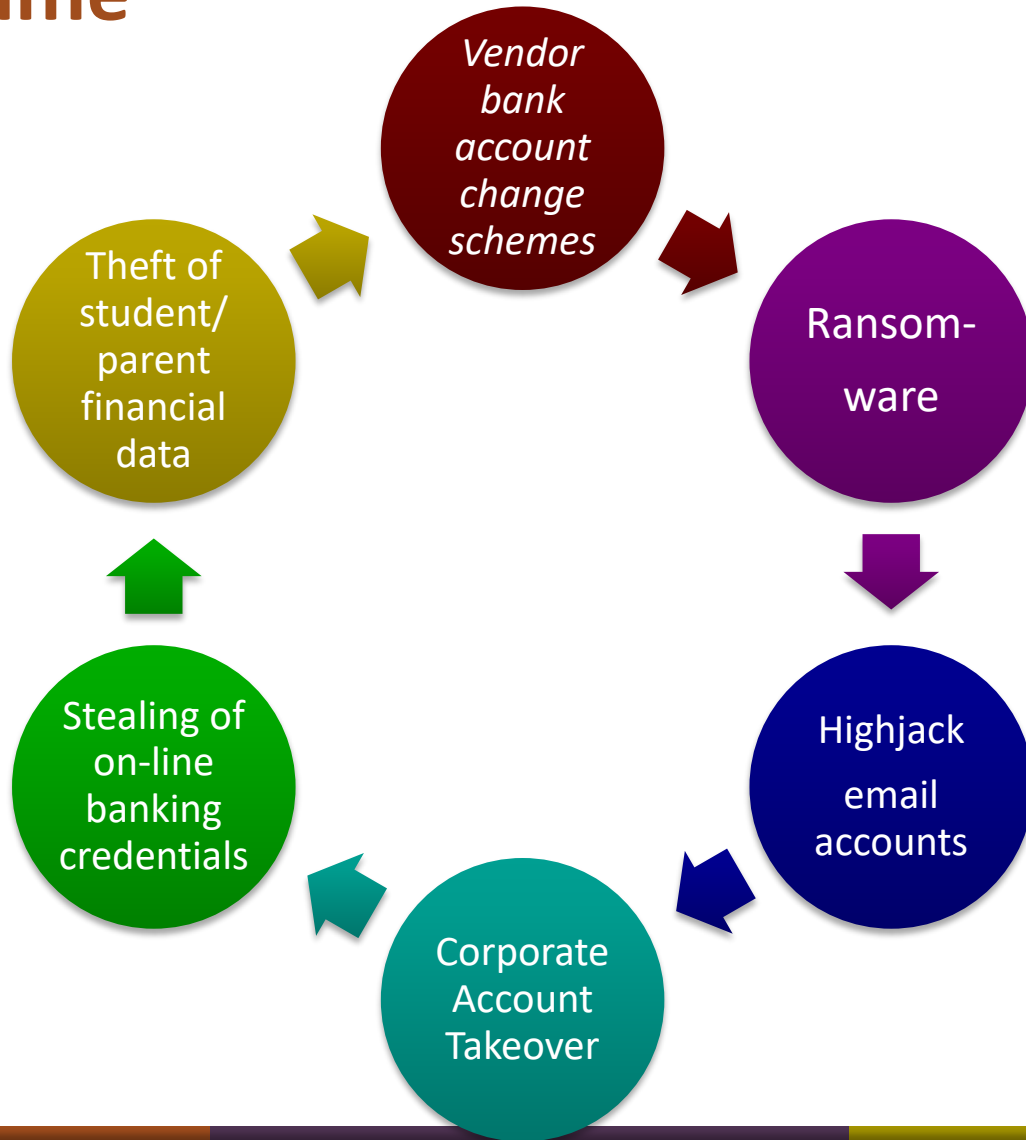 Vendor
bank
account
change
schemes
Ransom-
ware
Highjack
email
accounts
Corporate
Account
Takeover
Stealing of
on-line
banking
credentials
Theft of
student/
parent
financial
data